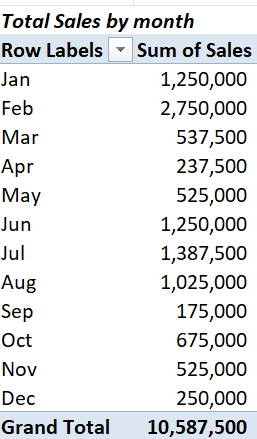 Total Sales by month
Row Labels Sum of Sales
Jan 1,250,000
Feb 2,750,000
Mar 537,500
Apr 237,500
May 525,000
Jun 1,250,000
Jul 1,387,500
Aug 1,025,000
Sep 175,000
Oct 675,000
Nov 525,000
Dec 250,000
Grand Total 10,587,500